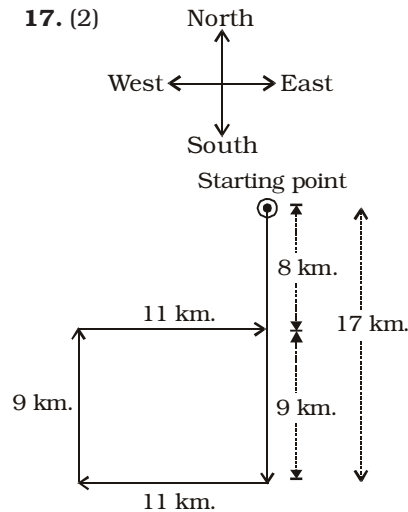 17. (2)
North
West
East
South
Starting point
8 km.
11 km.
17 km.
9 km.
9 km.
11 km.